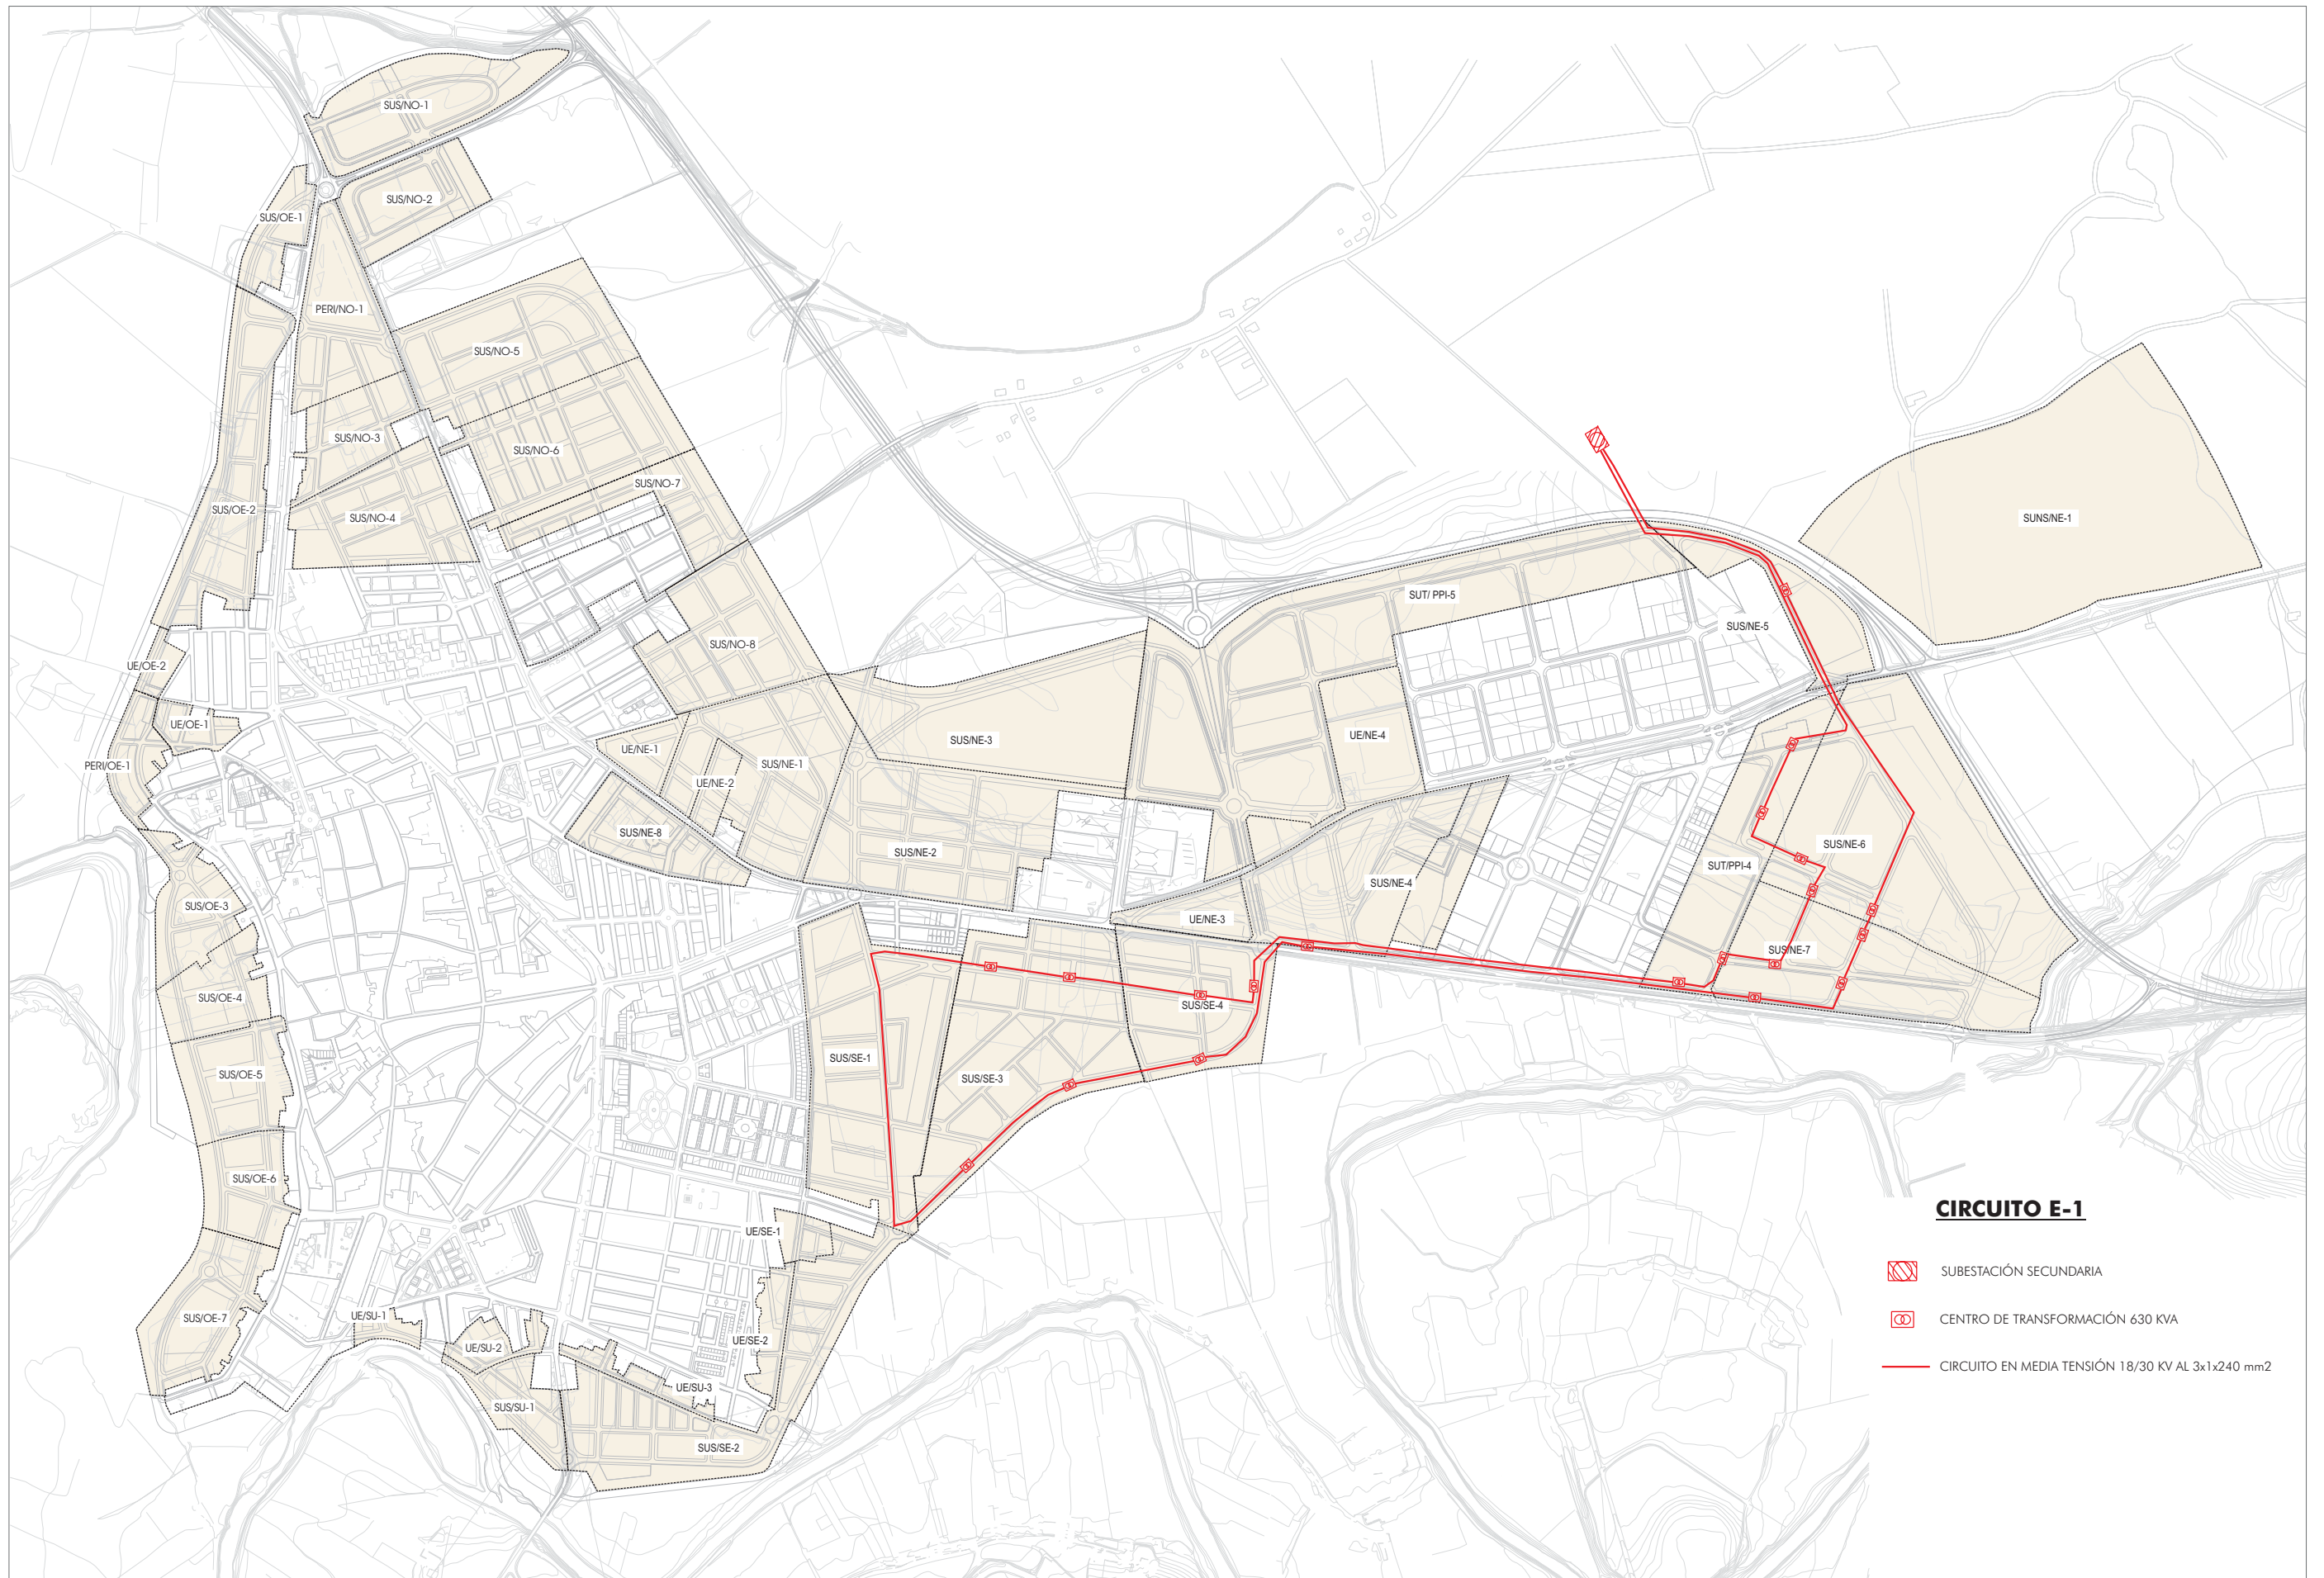 SUS/NO-1
SUS/NO-2
SUS/OE-1
PERI/NO-1
SUS/NO-5
SUS/NO-3
SUS/NO-6
SUS/NO-7
SUS/OE-2
SUS/NO-4
SUNS/NE-1
SUT/ PPI-5
SUS/NE-5
SUS/NO-8
UE/OE-2
UE/OE-1
PERI/OE-1
UE/NE-1
SUS/NE-3
UE/NE-4
SUS/NE-1
UE/NE-2
SUS/NE-8
SUS/NE-2
SUS/NE-6
SUT/PPI-4
SUS/NE-4
SUS/OE-3
UE/NE-3
SUS/NE-7
SUS/OE-4
SUS/SE-4
SUS/SE-1
SUS/OE-5
SUS/SE-3
SUS/OE-6
UE/SE-1
SUS/OE-7
UE/SU-1
UE/SU-2
UE/SE-2
UE/SU-3
SUS/SU-1
SUS/SE-2
CIRCUITO E-1
SUBESTACIÓN SECUNDARIA
CENTRO DE TRANSFORMACIÓN 630 KVA
CIRCUITO EN MEDIA TENSIÓN 18/30 KV AL 3x1x240 mm2